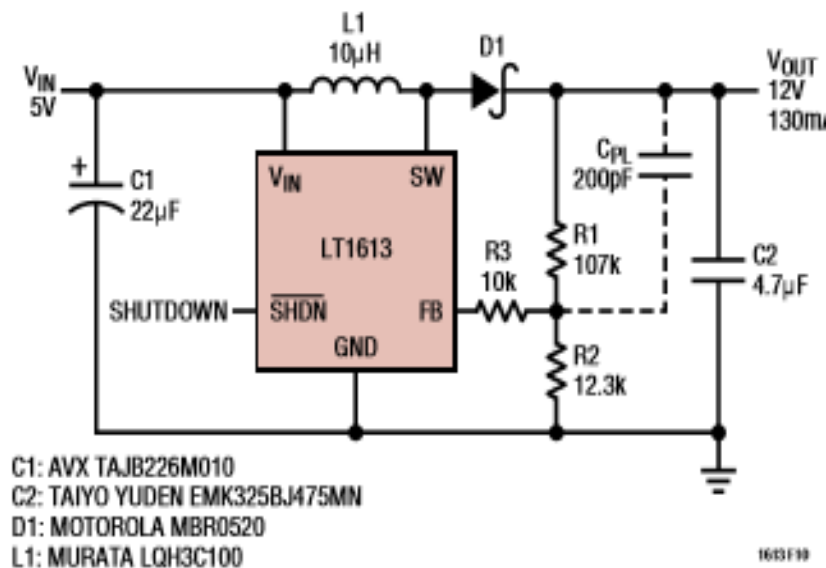 L1
10µH
D1
VIN
5V
VOUT
12V
130mA
C1
22µF
+
VIN
SW
LT1613
SHDN
FB
GND
SHUTDOWN
R3
10k
R1
107k
R2
12.3k
CPL
200pF
C2
4.7µF
C1: AVX TAJB226M010
C2: TAIYO YUDEN EMK325BJ475MN
D1: MOTOROLA MBR0520
L1: MURATA LQH3C100
1613 F10